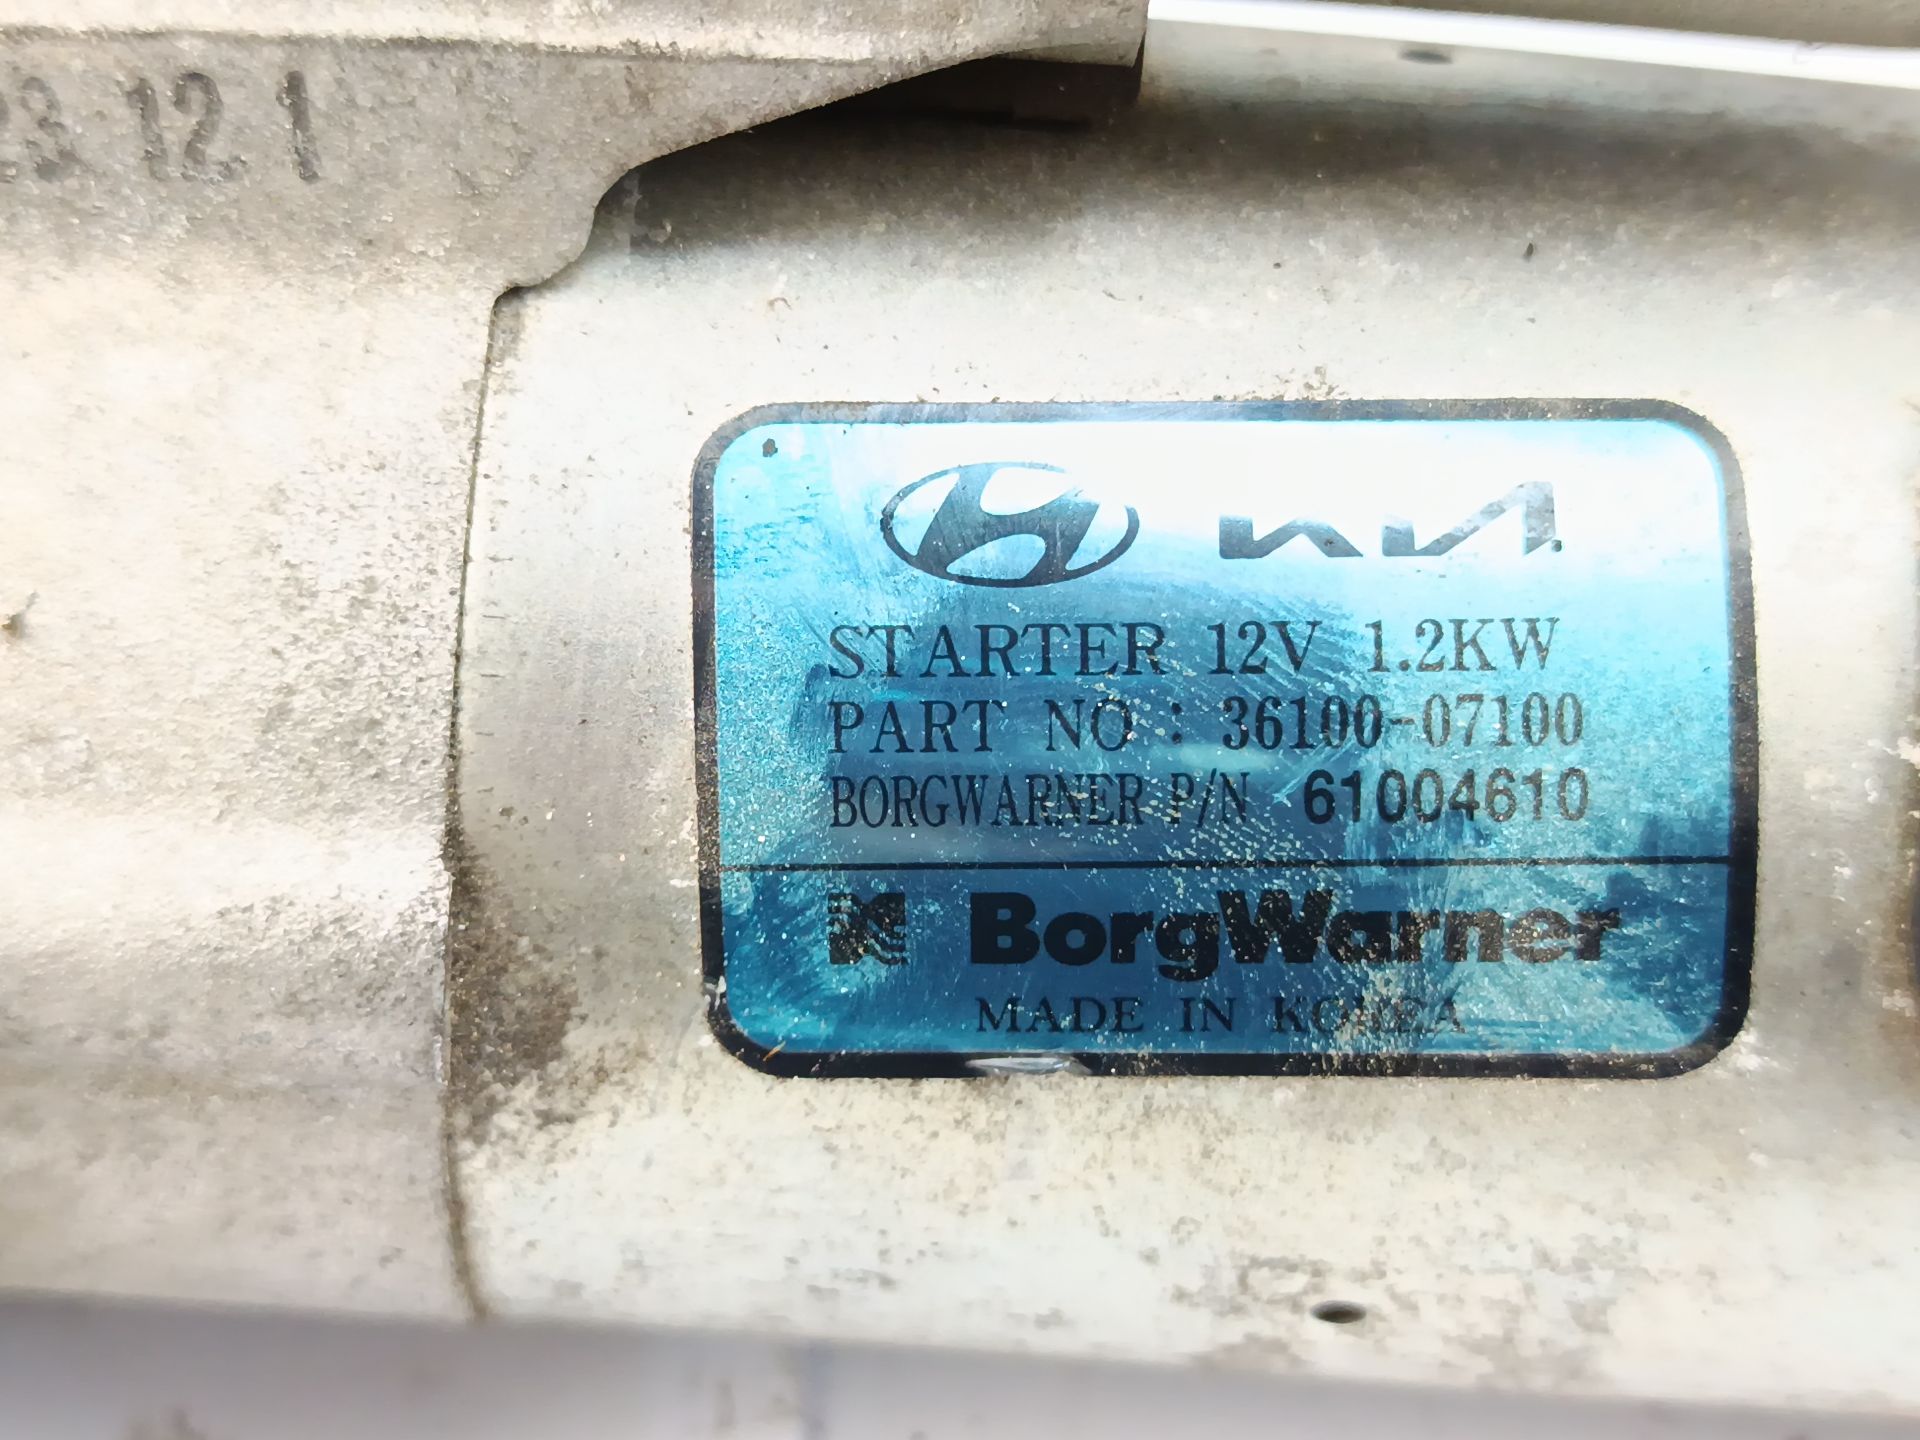 23 12 1
KIA
STARTER 12V 1.2KW
PART NO : 36100-07100
BORGWARNER P/N 61004610
BorgWarner
MADE IN KOREA